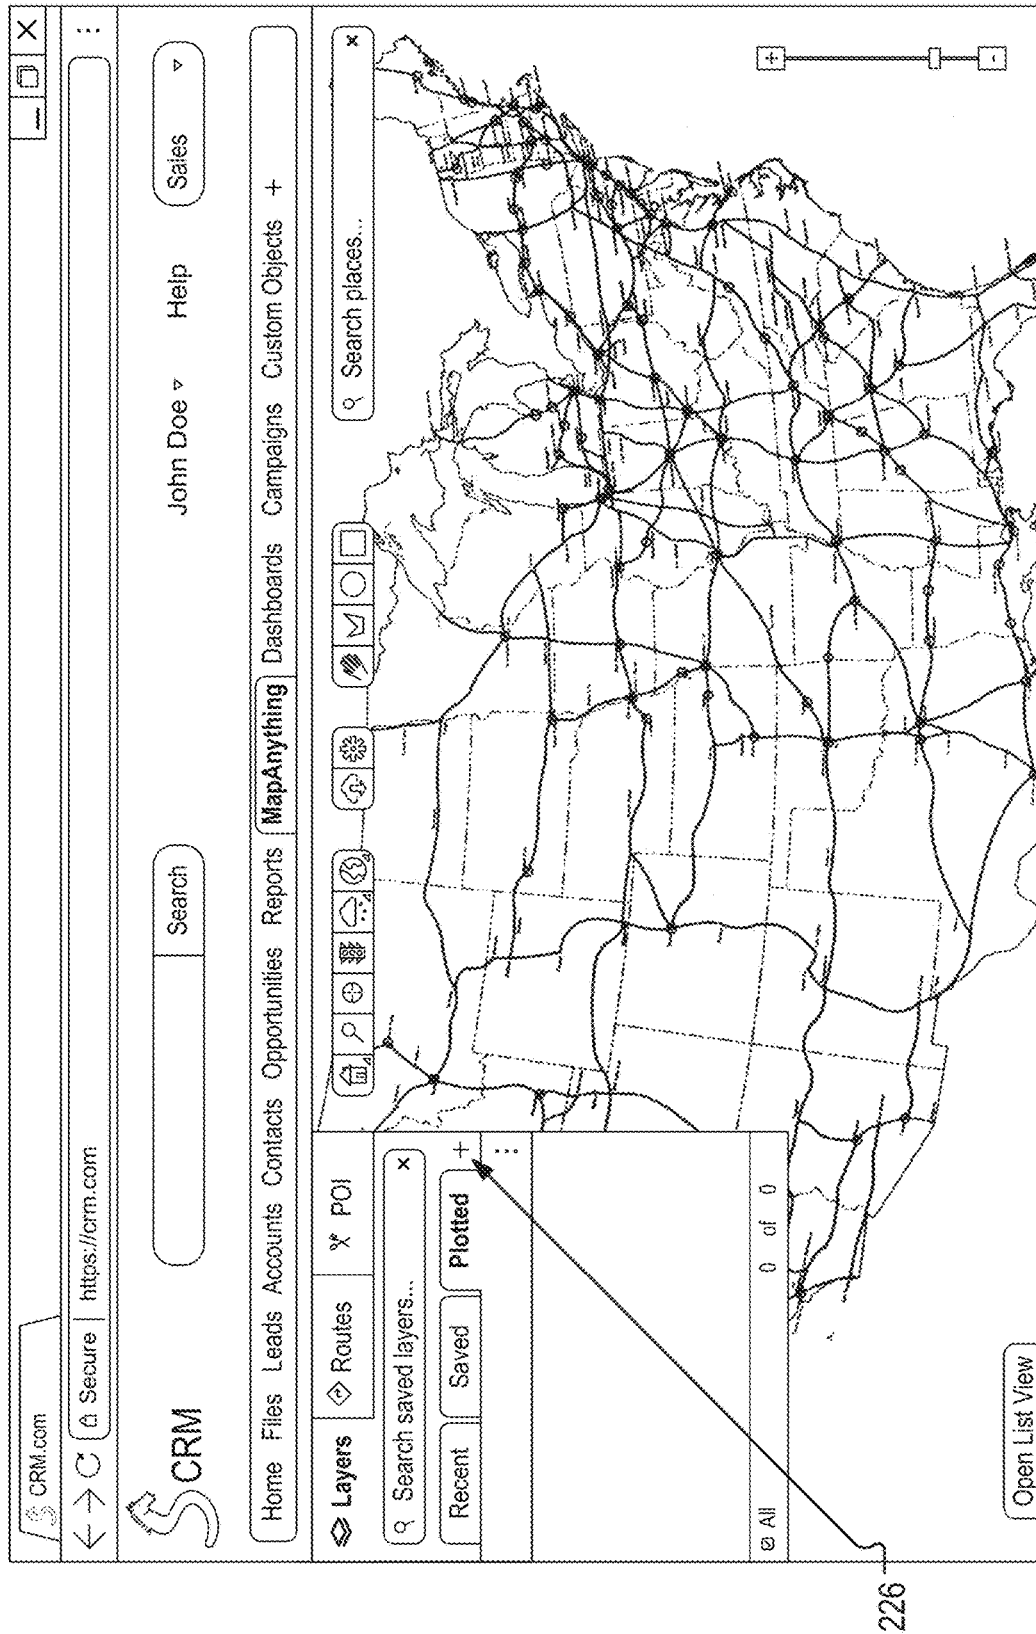 CRM.com
Secure | https://crm.com
CRM
Search
John Doe
Help
Sales
Home Files Leads Accounts Contacts Opportunities Reports MapAnything Dashboards Campaigns Custom Objects +
Layers Routes POI
Search places...
Search saved layers... x
Recent Saved Plotted +
All 0 of 0
Open List View
226